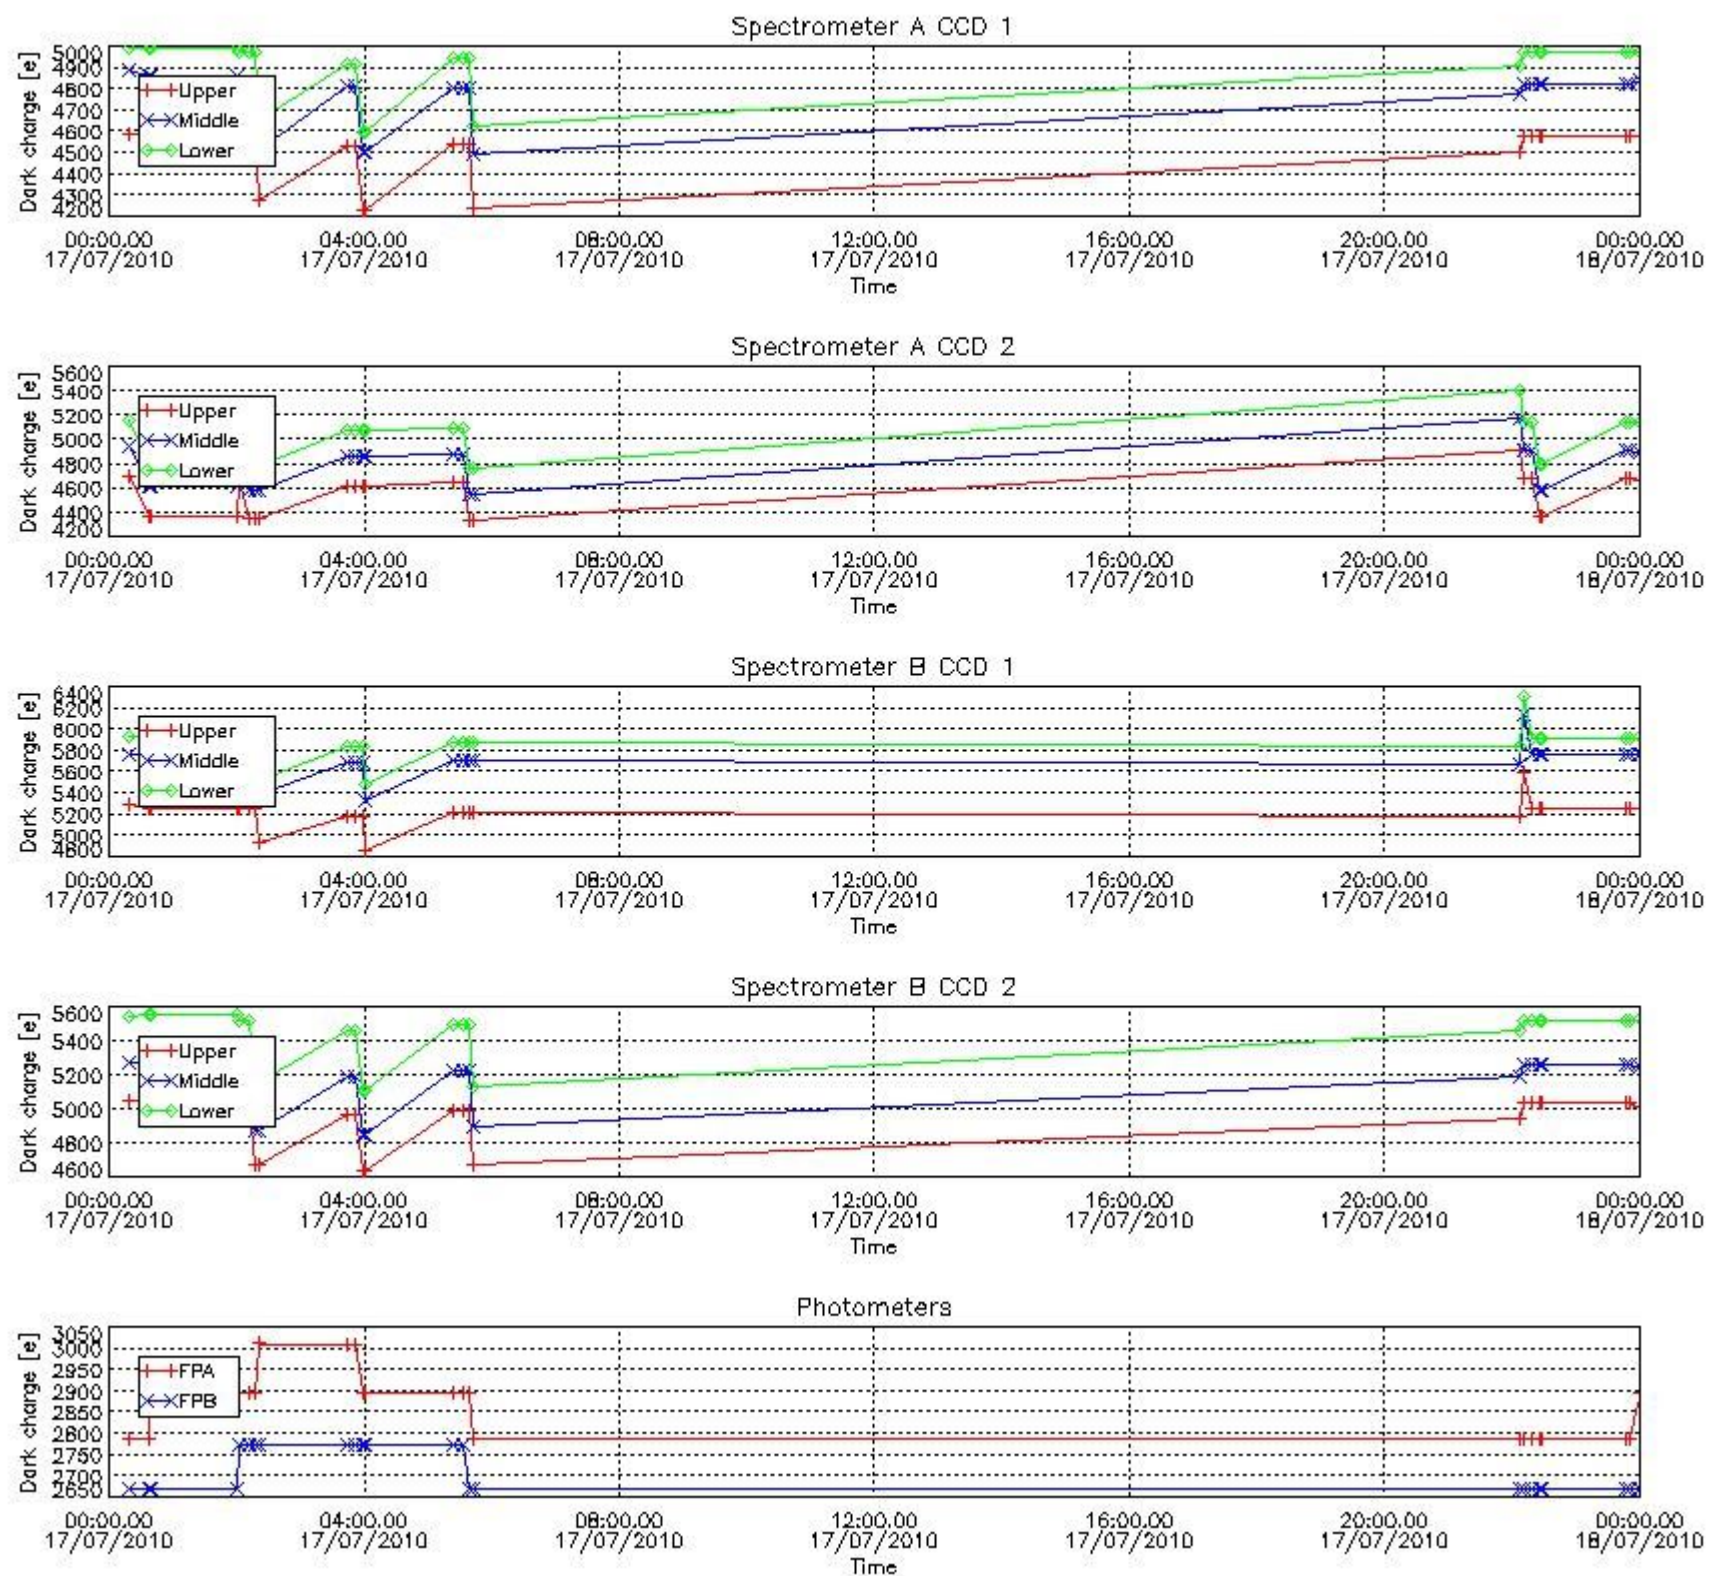 Spectrometer A CCD 1
Dark charge [e]
5000
4900
4800
4700
4600
4500
4400
4300
4200
Upper
Middle
Lower
00:00.00 04:00.00 08:00.00 12:00.00 16:00.00 20:00.00 00:00.00
17/07/2010 17/07/2010 17/07/2010 17/07/2010 17/07/2010 17/07/2010 18/07/2010
Time
Spectrometer A CCD 2
Dark charge [e]
5600
5400
5200
5000
4800
4600
4400
4200
Upper
Middle
Lower
00:00.00 04:00.00 08:00.00 12:00.00 16:00.00 20:00.00 00:00.00
17/07/2010 17/07/2010 17/07/2010 17/07/2010 17/07/2010 17/07/2010 18/07/2010
Time
Spectrometer B CCD 1
Dark charge [e]
6400
6200
6000
5800
5600
5400
5200
5000
4800
Upper
Middle
Lower
00:00.00 04:00.00 08:00.00 12:00.00 16:00.00 20:00.00 00:00.00
17/07/2010 17/07/2010 17/07/2010 17/07/2010 17/07/2010 17/07/2010 18/07/2010
Time
Spectrometer B CCD 2
Dark charge [e]
5600
5400
5200
5000
4800
4600
Upper
Middle
Lower
00:00.00 04:00.00 08:00.00 12:00.00 16:00.00 20:00.00 00:00.00
17/07/2010 17/07/2010 17/07/2010 17/07/2010 17/07/2010 17/07/2010 18/07/2010
Time
Photometers
Dark charge [e]
3050
3000
2950
2900
2850
2800
2750
2700
2650
FPA
FPB
00:00.00 04:00.00 08:00.00 12:00.00 16:00.00 20:00.00 00:00.00
17/07/2010 17/07/2010 17/07/2010 17/07/2010 17/07/2010 17/07/2010 18/07/2010
Time